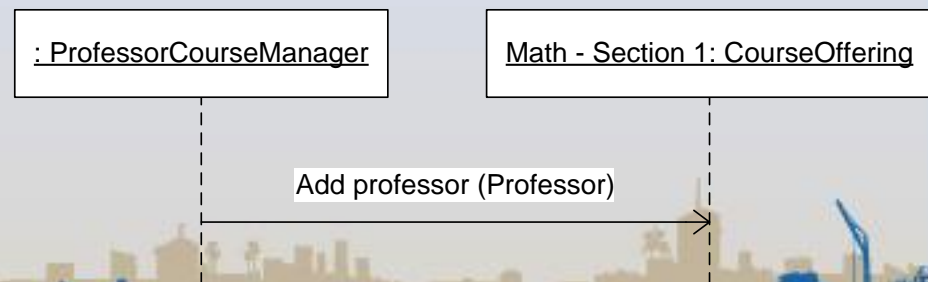 : ProfessorCourseManager
Math - Section 1: CourseOffering
Add professor (Professor)